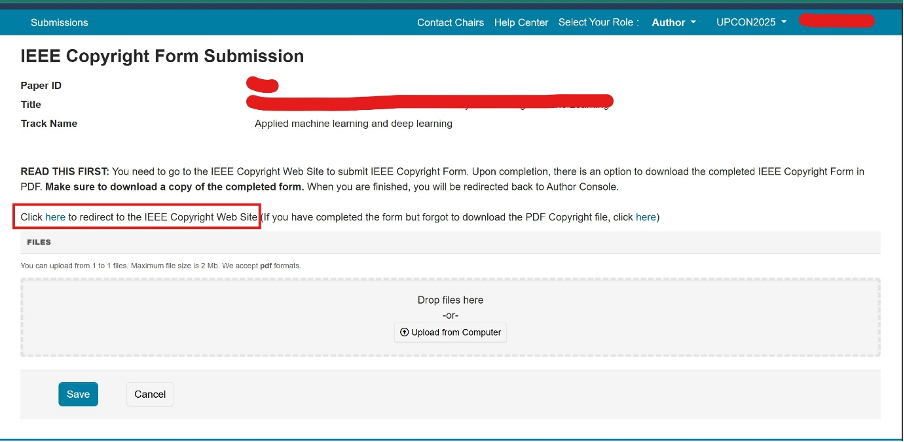 Submissions Contact Chairs Help Center Select Your Role : Author UPCON2025
IEEE Copyright Form Submission
Paper ID
Title
Track Name Applied machine learning and deep learning
READ THIS FIRST: You need to go to the IEEE Copyright Web Site to submit IEEE Copyright Form. Upon completion, there is an option to download the completed IEEE Copyright Form in
PDF. Make sure to download a copy of the completed form. When you are finished, you will be redirected back to Author Console.
Click here to redirect to the IEEE Copyright Web Site (If you have completed the form but forgot to download the PDF Copyright file, click here)
FILES
You can upload from 1 to 1 files. Maximum file size is 2 Mb. We accept pdf formats.
Drop files here
-or-
Upload from Computer
Save Cancel